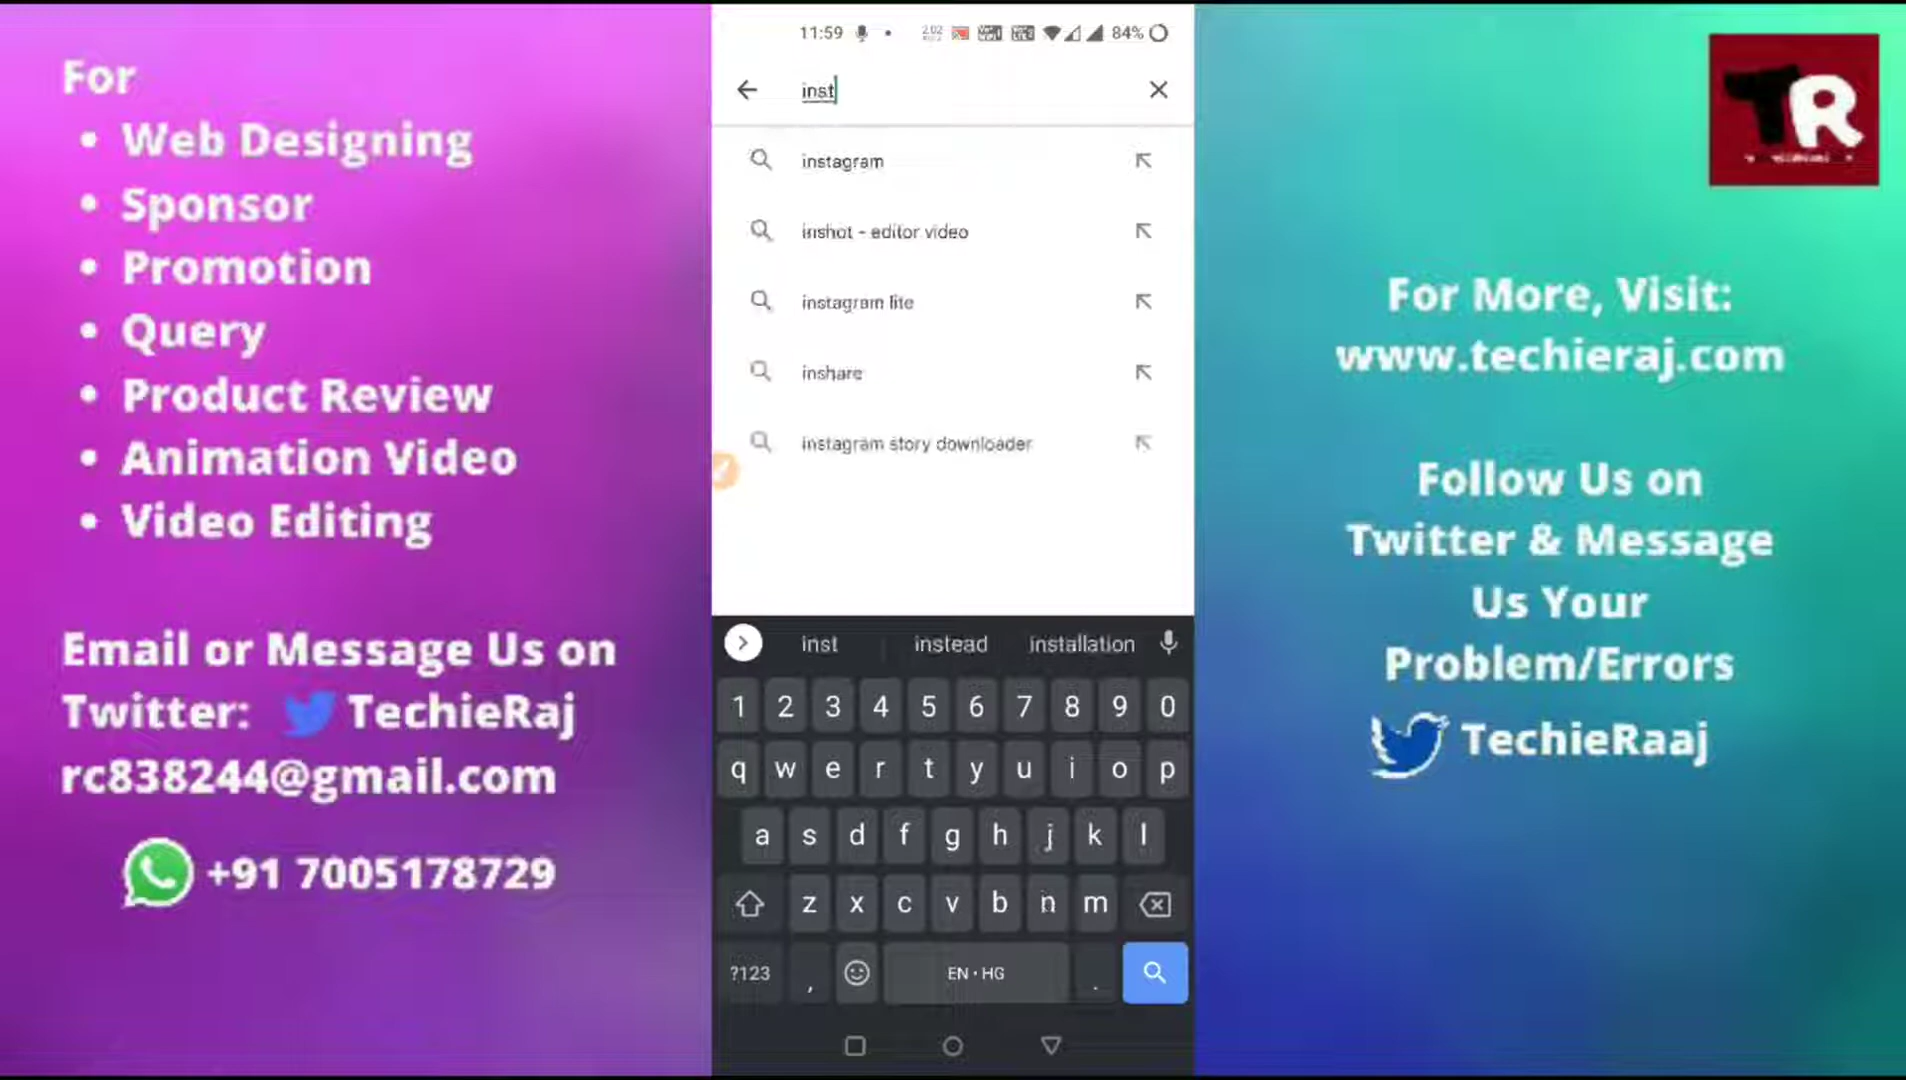 For
• Web Designing
• Sponsor
• Promotion
• Query
• Product Review
• Animation Video
• Video Editing
Email or Message Us on
Twitter: TechieRaj
rc838244@gmail.com
+91 7005178729
11:59 84%
inst
instagram
inshot - editor video
instagram lite
inshare
instagram story downloader
inst instead installation
1 2 3 4 5 6 7 8 9 0
q w e r t y u i o p
a s d f g h j k l
z x c v b n m
?123 , EN • HG .
TR
For More, Visit:
www.techieraj.com
Follow Us on
Twitter & Message
Us Your
Problem/Errors
TechieRaaj